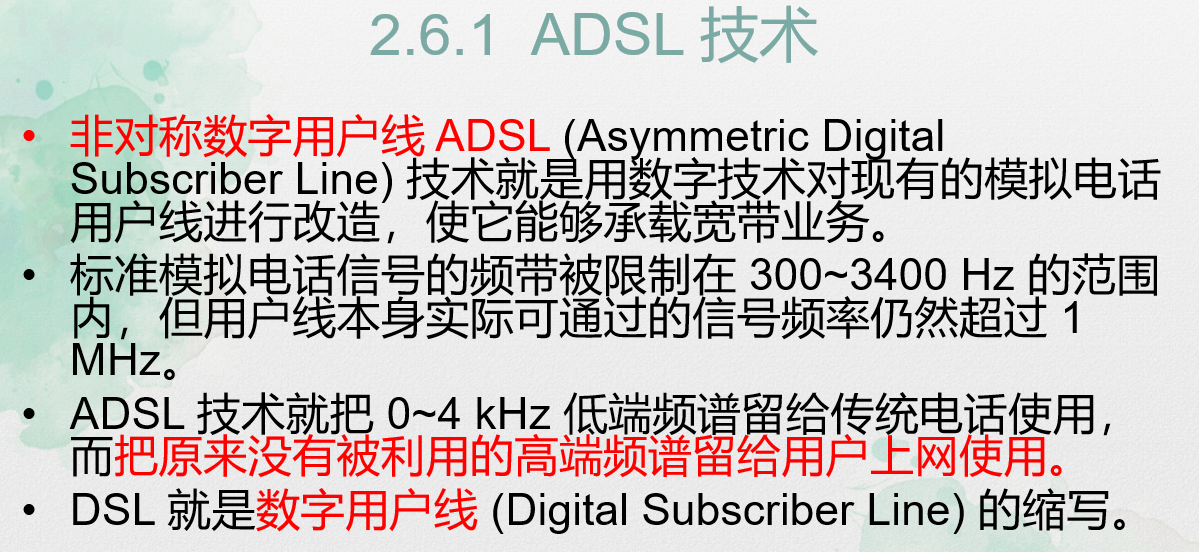 2.6.1 ADSL 技术
• 非对称数字用户线 ADSL (Asymmetric Digital
Subscriber Line) 技术就是用数字技术对现有的模拟电话
用户线进行改造，使它能够承载宽带业务。
• 标准模拟电话信号的频带被限制在 300~3400 Hz 的范围
内，但用户线本身实际可通过的信号频率仍然超过 1
MHz。
• ADSL 技术就把 0~4 kHz 低端频谱留给传统电话使用，
而把原来没有被利用的高端频谱留给用户上网使用。
• DSL 就是数字用户线 (Digital Subscriber Line) 的缩写。